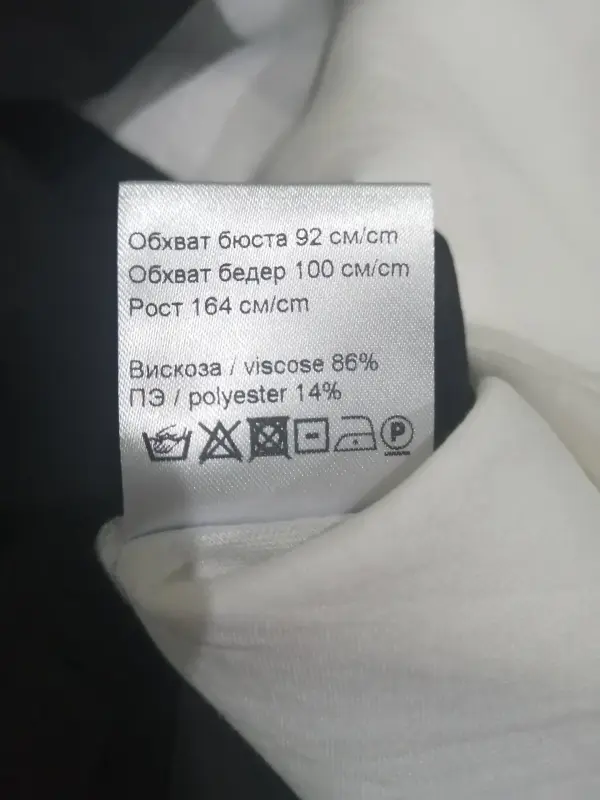 Обхват бюста 92 см/cm
Обхват бедер 100 см/cm
Рост 164 см/cm
Вискоза / viscose 86%
ПЭ / polyester 14%
P